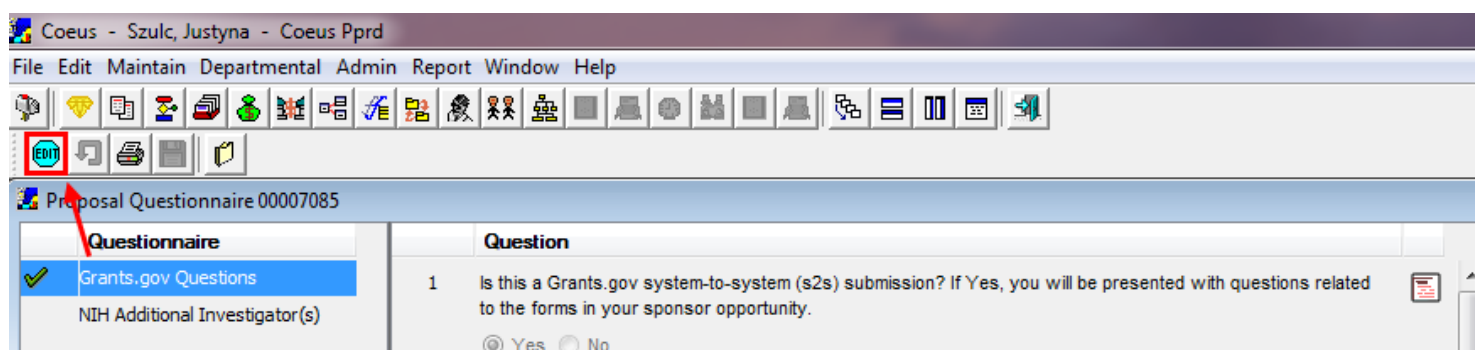 Coeus - Szulc, Justyna - Coeus Pprd
File Edit Maintain Departmental Admin Report Window Help
EDIT
Proposal Questionnaire 00007085
Questionnaire
Question
Grants.gov Questions
1 Is this a Grants.gov system-to-system (s2s) submission? If Yes, you will be presented with questions related
to the forms in your sponsor opportunity.
NIH Additional Investigator(s)
Yes No